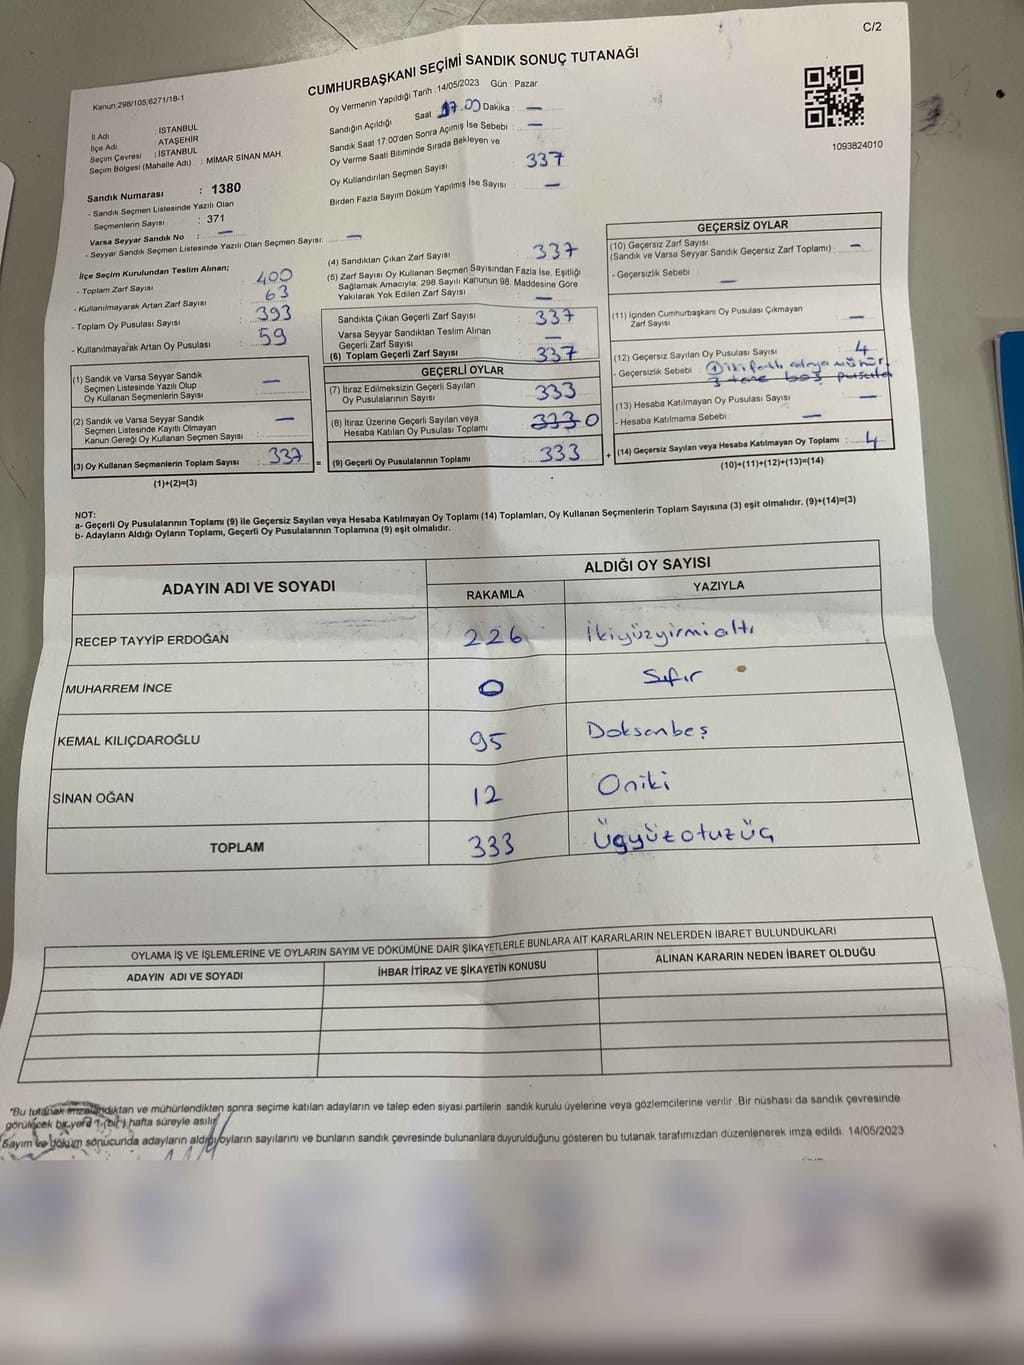 C/2
CUMHURBAŞKANI SEÇİMİ SANDIK SONUÇ TUTANAĞI
Kanun:298/105,6271/18-1
Oy Vermenin Yapıldığı Tarih :14/05/2023 Gün : Pazar
1093824010
İl Adı : İSTANBUL
İlçe Adı : ATAŞEHİR
Seçim Çevresi : İSTANBUL
Seçim Bölgesi (Mahalle Adı) : MİMAR SİNAN MAH.
Sandığın Açıldığı Saat 17.00 Dakika : —
Sandık Saat 17:00'den Sonra Açımış İse Sebebi : —
Oy Verme Saati Bitiminde Sırada Bekleyen ve
Oy Kullandırılan Seçmen Sayısı : 337
Birden Fazla Sayım Döküm Yapılmış İse Sayısı : —
Sandık Numarası : 1380
- Sandık Seçmen Listesinde Yazılı Olan
Seçmenlerin Sayısı : 371
Varsa Seyyar Sandık No : —
- Seyyar Sandık Seçmen Listesinde Yazılı Olan Seçmen Sayısı: —
İlçe Seçim Kurulundan Teslim Alınan;
- Toplam Zarf Sayısı : 400
- Kullanılmayarak Artan Zarf Sayısı : 63
- Toplam Oy Pusulası Sayısı : 393
- Kullanılmayarak Artan Oy Pusulası : 59
(1) Sandık ve Varsa Seyyar Sandık
Seçmen Listesinde Yazılı Olup
Oy Kullanan Seçmenlerin Sayısı : —
(2) Sandık ve Varsa Seyyar Sandık
Seçmen Listesinde Kayıtlı Olmayan
Kanun Gereği Oy Kullanan Seçmen Sayısı : —
(3) Oy Kullanan Seçmenlerin Toplam Sayısı : 337 =
(1)+(2)=(3)
(4) Sandıktan Çıkan Zarf Sayısı : 337
(5) Zarf Sayısı Oy Kullanan Seçmen Sayısından Fazla İse, Eşitliği
Sağlamak Amacıyla; 298 Sayılı Kanunun 98. Maddesine Göre
Yakılarak Yok Edilen Zarf Sayısı : —
Sandıkta Çıkan Geçerli Zarf Sayısı : 337
Varsa Seyyar Sandıktan Teslim Alınan
Geçerli Zarf Sayısı : —
(6) Toplam Geçerli Zarf Sayısı : 337
GEÇERLİ OYLAR
(7) İtiraz Edilmeksizin Geçerli Sayılan
Oy Pusulalarının Sayısı : 333
(8) İtiraz Üzerine Geçerli Sayılan veya
Hesaba Katılan Oy Pusulası Toplamı : 333 0
(9) Geçerli Oy Pusulalarının Toplamı : 333 +
GEÇERSİZ OYLAR
(10) Geçersiz Zarf Sayısı
(Sandık ve Varsa Seyyar Sandık Geçersiz Zarf Toplamı) : —
- Geçersizlik Sebebi : —
(11) İçinden Cumhurbaşkanı Oy Pusulası Çıkmayan
Zarf Sayısı : —
(12) Geçersiz Sayılan Oy Pusulası Sayısı : 4
- Geçersizlik Sebebi : 1 iki farklı adaya mühür
3 tane boş pusula
(13) Hesaba Katılmayan Oy Pusulası Sayısı : —
- Hesaba Katılmama Sebebi : —
(14) Geçersiz Sayılan veya Hesaba Katılmayan Oy Toplamı : 4
(10)+(11)+(12)+(13)=(14)
NOT:
a- Geçerli Oy Pusulalarının Toplamı (9) ile Geçersiz Sayılan veya Hesaba Katılmayan Oy Toplamı (14) Toplamları, Oy Kullanan Seçmenlerin Toplam Sayısına (3) eşit olmalıdır. (9)+(14)=(3)
b- Adayların Aldığı Oyların Toplamı, Geçerli Oy Pusulalarının Toplamına (9) eşit olmalıdır.
ADAYIN ADI VE SOYADI ALDIĞI OY SAYISI
RAKAMLA YAZIYLA
RECEP TAYYİP ERDOĞAN 226 İkiyüzyirmialtı
MUHARREM İNCE 0 Sıfır
KEMAL KILIÇDAROĞLU 95 Doksanbeş
SİNAN OĞAN 12 Oniki
TOPLAM 333 Üçyüzotuzüç
OYLAMA İŞ VE İŞLEMLERİNE VE OYLARIN SAYIM VE DÖKÜMÜNE DAİR ŞİKAYETLERLE BUNLARA AİT KARARLARIN NELERDEN İBARET BULUNDUKLARI
ADAYIN ADI VE SOYADI İHBAR İTİRAZ VE ŞİKAYETİN KONUSU ALINAN KARARIN NEDEN İBARET OLDUĞU
"Bu tutanak imzalandıktan ve mühürlendikten sonra seçime katılan adayların ve talep eden siyasi partilerin sandık kurulu üyelerine veya gözlemcilerine verilir. Bir nüshası da sandık çevresinde
görülecek bir yere 1 (bir) hafta süreyle asılır.
Sayım ve döküm sonucunda adayların aldığı oyların sayılarını ve bunların sandık çevresinde bulunanlara duyurulduğunu gösteren bu tutanak tarafımızdan düzenlenerek imza edildi. 14/05/2023